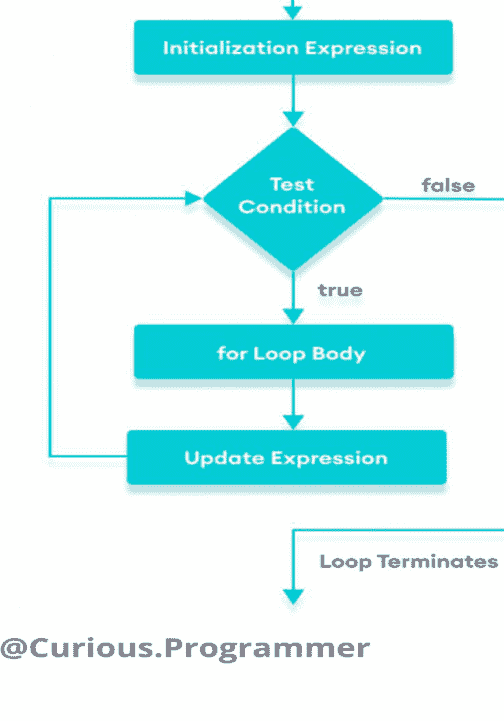 Initialization Expression
Test
Condition
false
true
for Loop Body
Update Expression
Loop Terminates
@Curious.Programmer